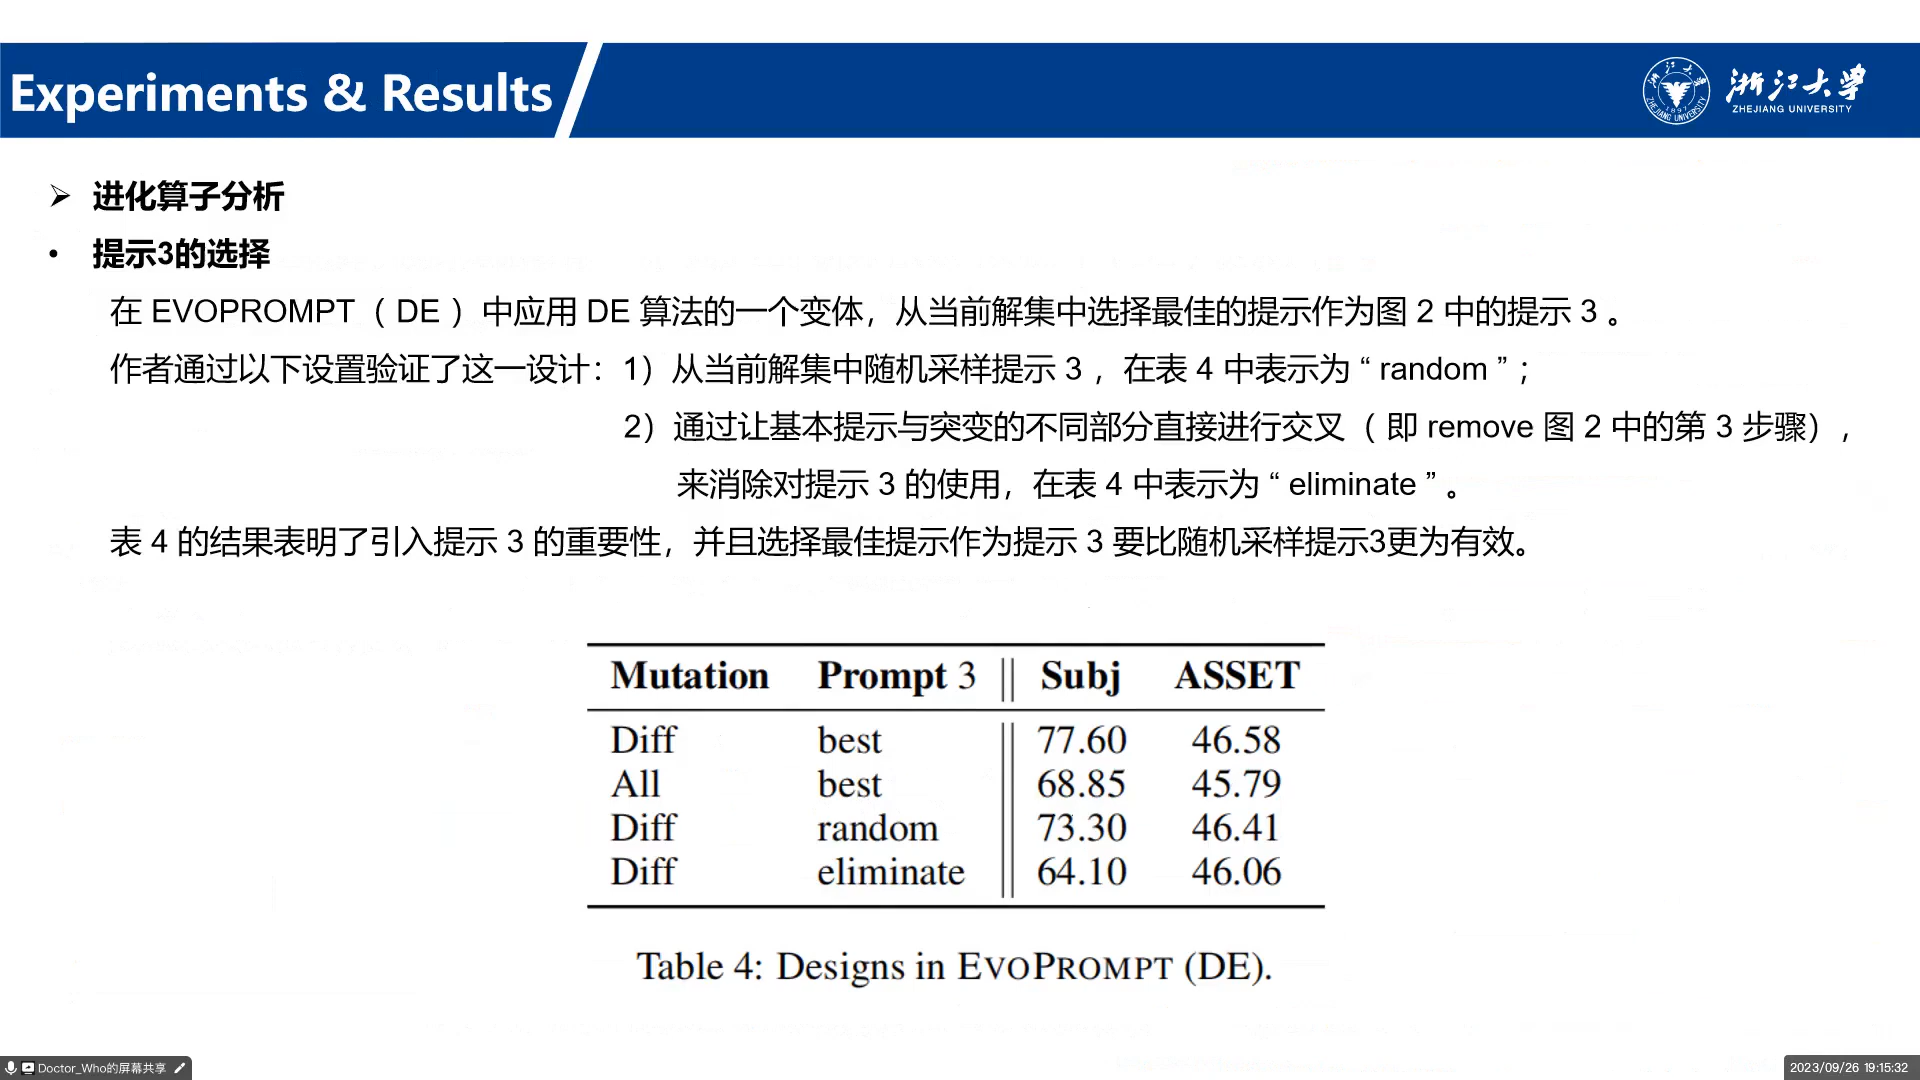 Experiments & Results
浙江大学
ZHEJIANG UNIVERSITY
➢ 进化算子分析
• 提示3的选择
在 EVOPROMPT（ DE ）中应用 DE 算法的一个变体，从当前解集中选择最佳的提示作为图 2 中的提示 3 。
作者通过以下设置验证了这一设计：1）从当前解集中随机采样提示 3 ，在表 4 中表示为 “ random ” ；
2）通过让基本提示与突变的不同部分直接进行交叉（ 即 remove 图 2 中的第 3 步骤），
来消除对提示 3 的使用，在表 4 中表示为 “ eliminate ” 。
表 4 的结果表明了引入提示 3 的重要性，并且选择最佳提示作为提示 3 要比随机采样提示3更为有效。
Mutation Prompt 3 Subj ASSET
Diff best 77.60 46.58
All best 68.85 45.79
Diff random 73.30 46.41
Diff eliminate 64.10 46.06
Table 4: Designs in EVOPROMPT (DE).
Doctor_Who的屏幕共享
2023/09/26 19:15:32